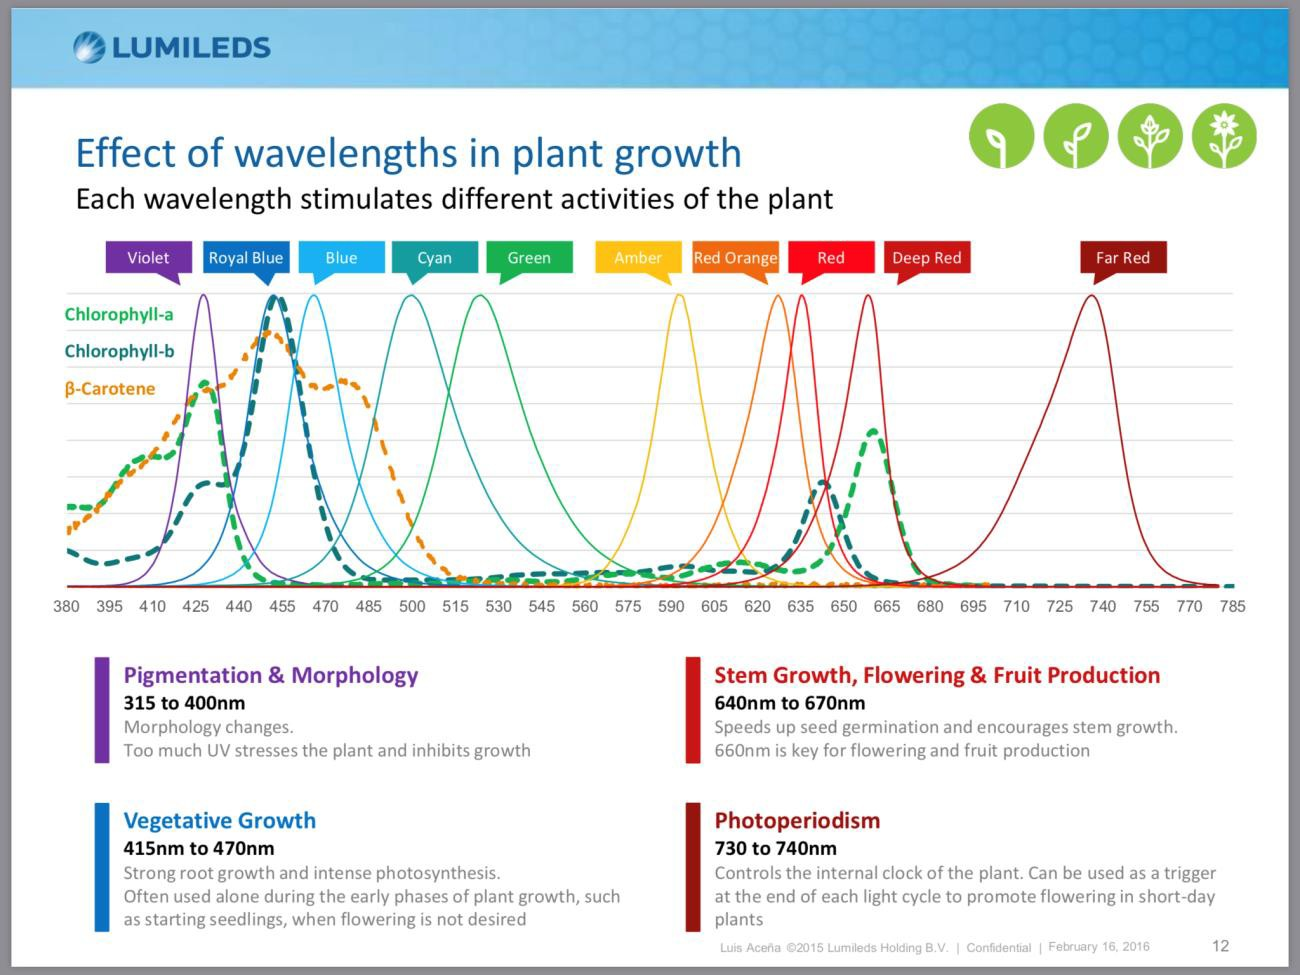 LUMILEDS
Effect of wavelengths in plant growth
Each wavelength stimulates different activities of the plant
Violet Royal Blue Blue Cyan Green Amber Red Orange Red Deep Red Far Red
Chlorophyll-a
Chlorophyll-b
β-Carotene
380 395 410 425 440 455 470 485 500 515 530 545 560 575 590 605 620 635 650 665 680 695 710 725 740 755 770 785
Pigmentation & Morphology
315 to 400nm
Morphology changes.
Too much UV stresses the plant and inhibits growth
Stem Growth, Flowering & Fruit Production
640nm to 670nm
Speeds up seed germination and encourages stem growth.
660nm is key for flowering and fruit production
Vegetative Growth
415nm to 470nm
Strong root growth and intense photosynthesis.
Often used alone during the early phases of plant growth, such
as starting seedlings, when flowering is not desired
Photoperiodism
730 to 740nm
Controls the internal clock of the plant. Can be used as a trigger
at the end of each light cycle to promote flowering in short-day
plants
Luis Aceña ©2015 Lumileds Holding B.V. | Confidential | February 16, 2016 12